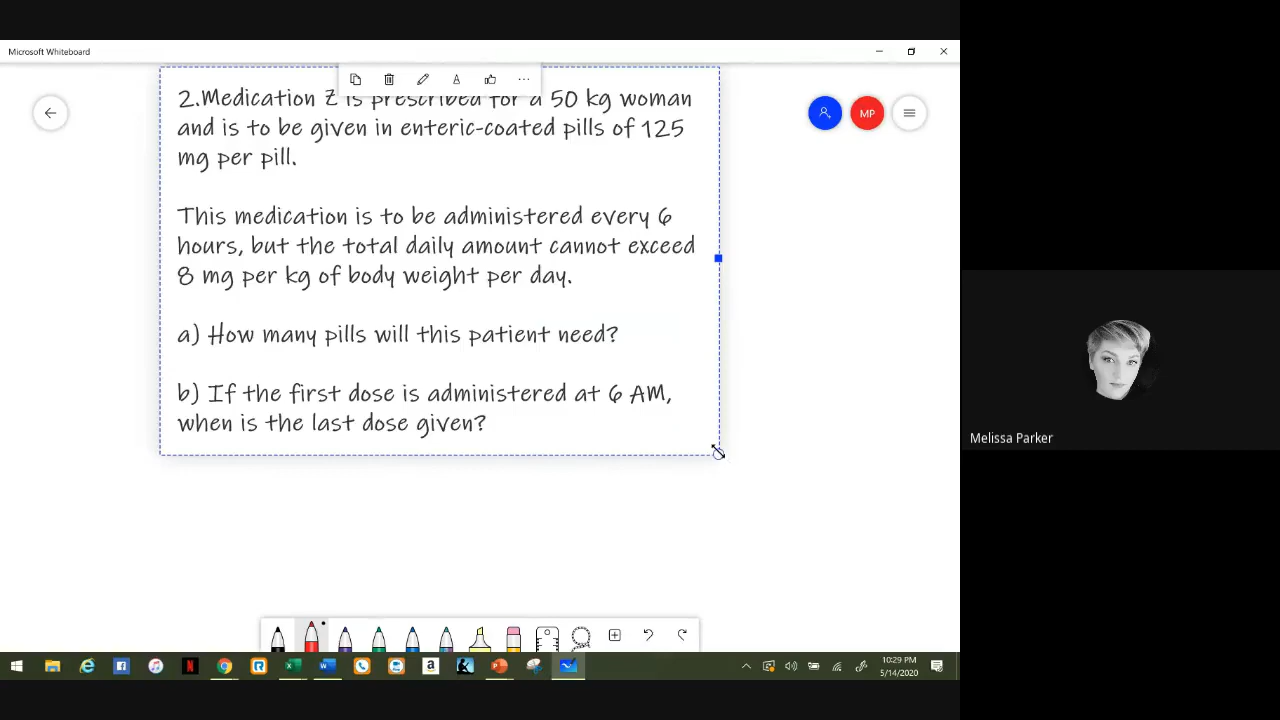 Microsoft Whiteboard
2.Medication Z is prescribed for a 50 kg woman
and is to be given in enteric-coated pills of 125
mg per pill.
This medication is to be administered every 6
hours, but the total daily amount cannot exceed
8 mg per kg of body weight per day.
a) How many pills will this patient need?
b) If the first dose is administered at 6 AM,
when is the last dose given?
MP
Melissa Parker
10:29 PM
5/14/2020